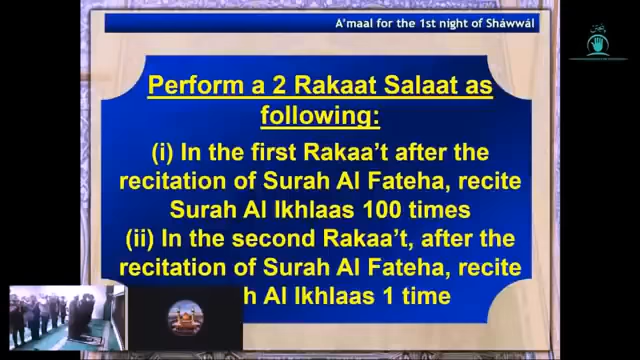 A'maal for the 1st night of Shawwàl
Perform a 2 Rakaat Salaat as
following:
(i) In the first Rakaa't after the
recitation of Surah Al Fateha, recite
Surah Al Ikhlaas 100 times
(ii) In the second Rakaa't, after the
recitation of Surah Al Fateha, recite
h Al Ikhlaas 1 time